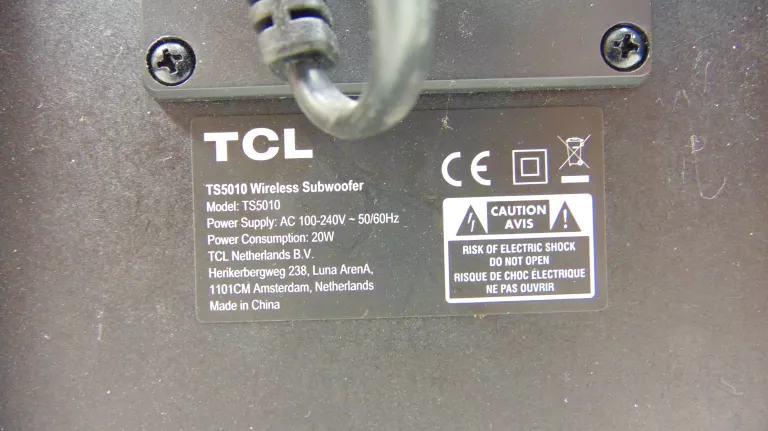 TCL
TS5010 Wireless Subwoofer
Model: TS5010
Power Supply: AC 100-240V ~ 50/60Hz
Power Consumption: 20W
TCL Netherlands B.V.
Herikerbergweg 238, Luna ArenA,
1101CM Amsterdam, Netherlands
Made in China
CE
CAUTION
AVIS
RISK OF ELECTRIC SHOCK
DO NOT OPEN
RISQUE DE CHOC ÉLECTRIQUE
NE PAS OUVRIR